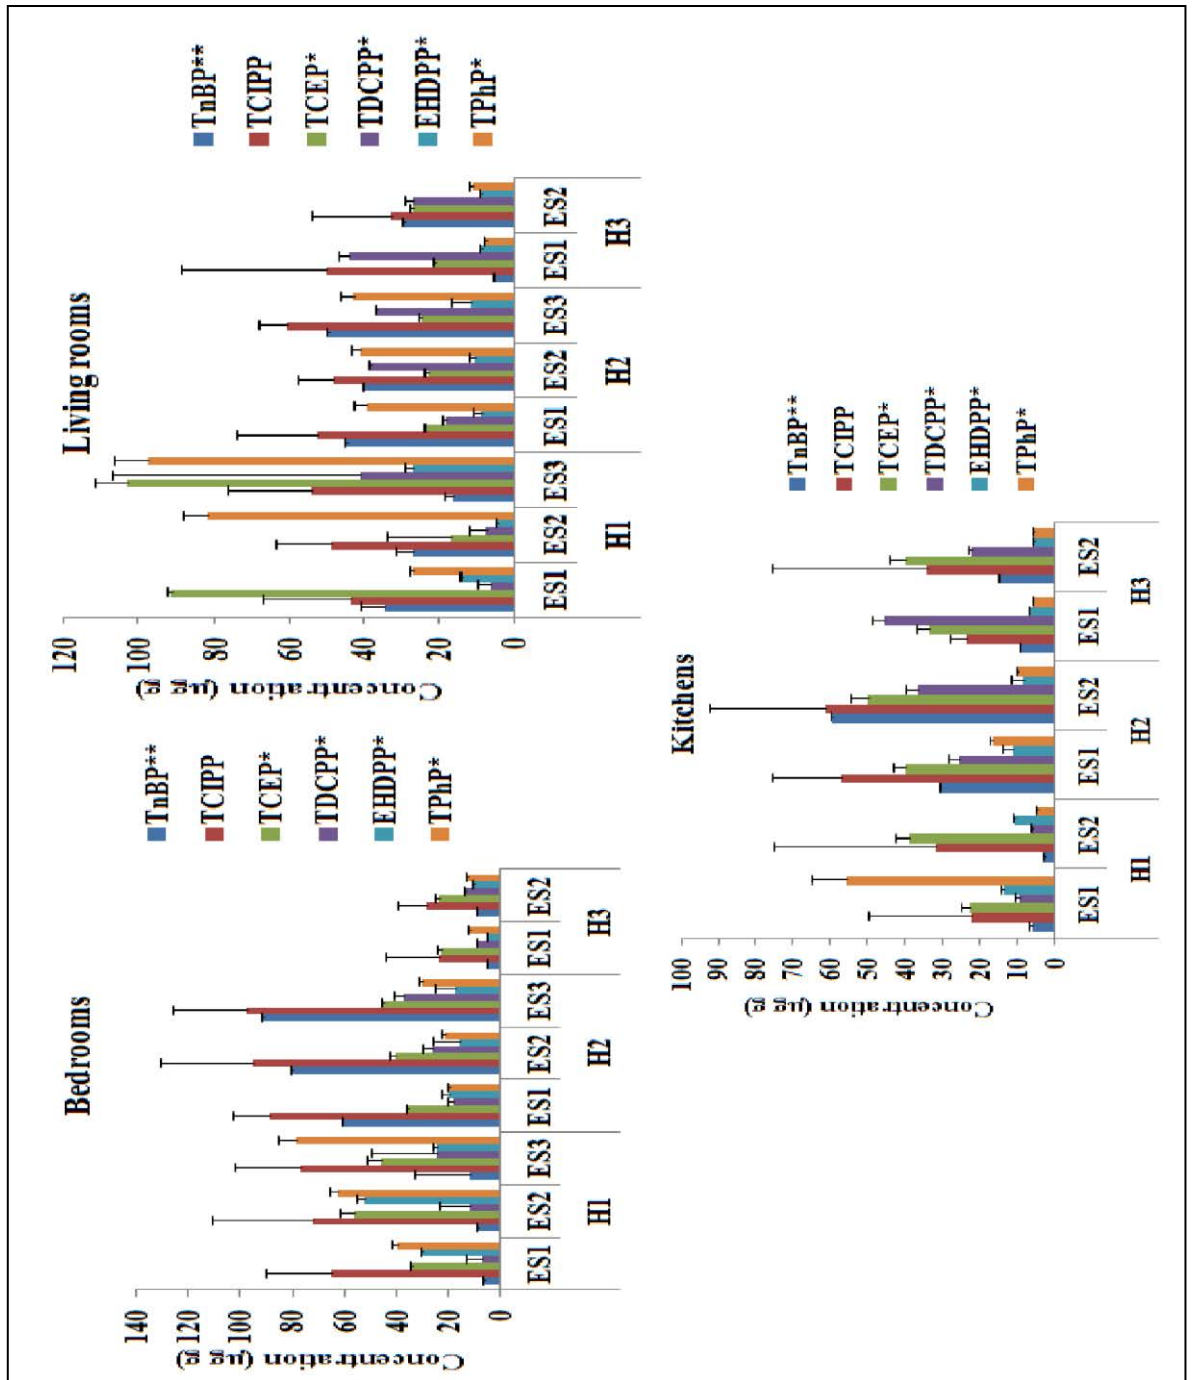 Bedrooms
Concentration (µg g)
140
120
100
80
60
40
20
0
ES1
ES2
ES3
ES1
ES2
ES3
ES1
ES2
H1
H2
H3
TnBP**
TCIPP
TCEP*
TDCPP*
EHDPP*
TPhP*
Living rooms
Concentration (µg g)
120
100
80
60
40
20
0
ES1
ES2
ES3
ES1
ES2
ES3
ES1
ES2
H1
H2
H3
TnBP**
TCIPP
TCEP*
TDCPP*
EHDPP*
TPhP*
Kitchens
Concentration (µg g)
100
90
80
70
60
50
40
30
20
10
0
ES1
ES2
ES1
ES2
ES1
ES2
H1
H2
H3
TnBP**
TCIPP
TCEP*
TDCPP*
EHDPP*
TPhP*